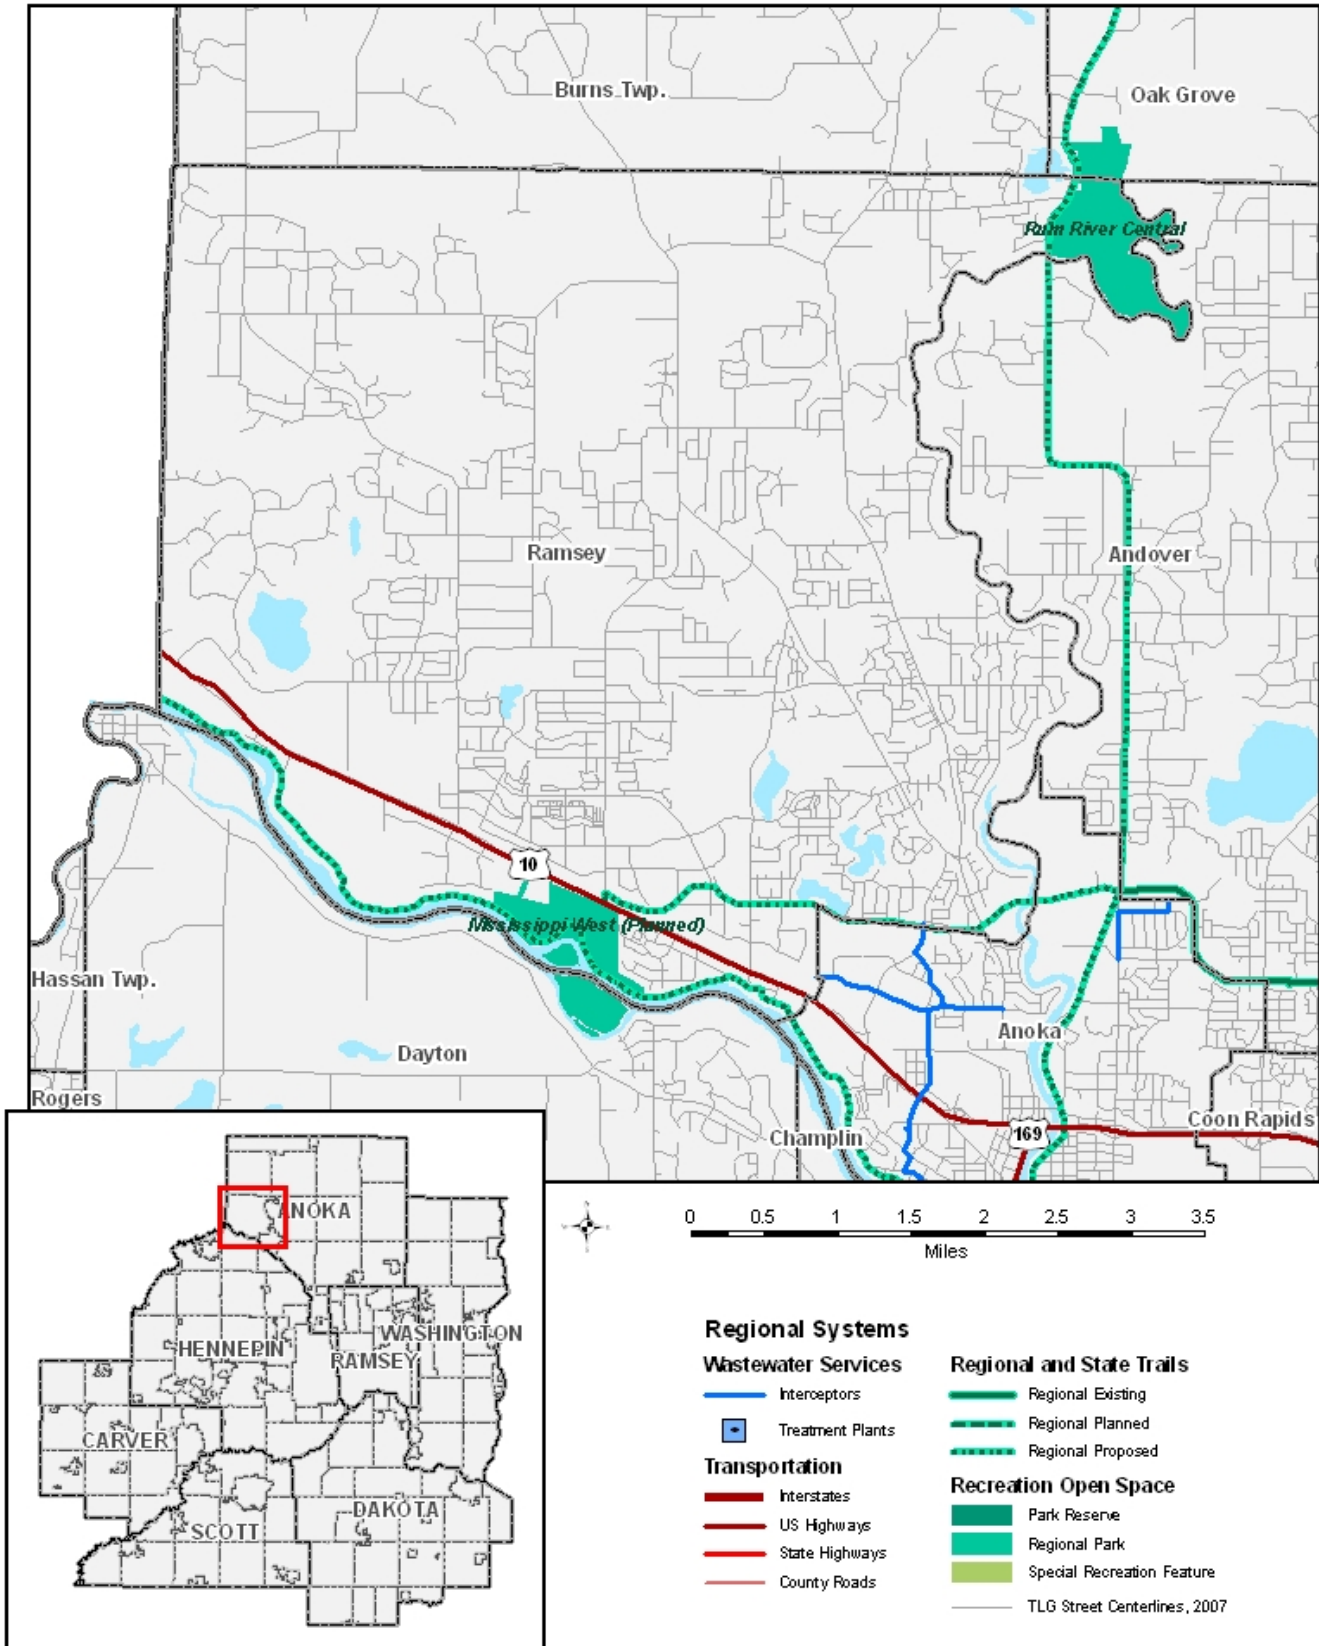 Burns Twp.
Oak Grove
Rum River Central
Ramsey
Andover
10
Mississippi West (Planned)
Hassan Twp.
Anoka
Dayton
Rogers
Coon Rapids
Champlin
169
ANOKA
WASHINGTON
HENNEPIN
RAMSEY
CARVER
DAKOTA
SCOTT
0 0.5 1 1.5 2 2.5 3 3.5
Miles
Regional Systems
Wastewater Services
Interceptors
Treatment Plants
Transportation
Interstates
US Highways
State Highways
County Roads
Regional and State Trails
Regional Existing
Regional Planned
Regional Proposed
Recreation Open Space
Park Reserve
Regional Park
Special Recreation Feature
TLG Street Centerlines, 2007